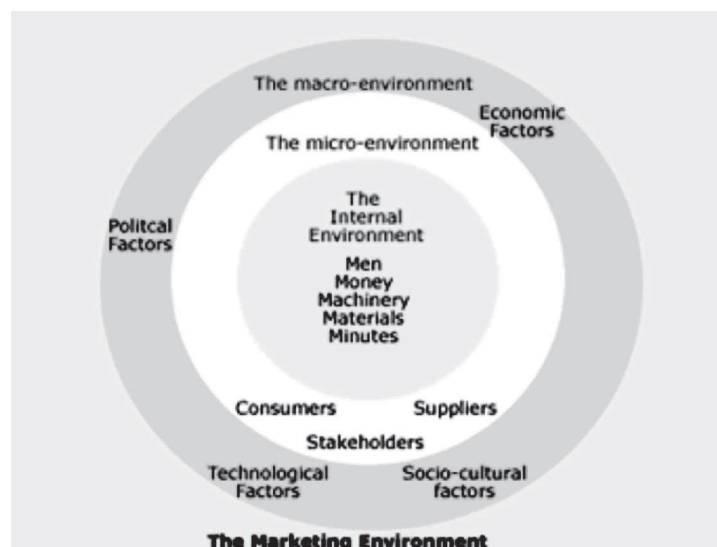 The macro-environment
Economic
Factors
The micro-environment
The
Internal
Environment
Politcal
Factors
Men
Money
Machinery
Materials
Minutes
Consumers
Suppliers
Stakeholders
Technological
Factors
Socio-cultural
factors
The Marketing Environment